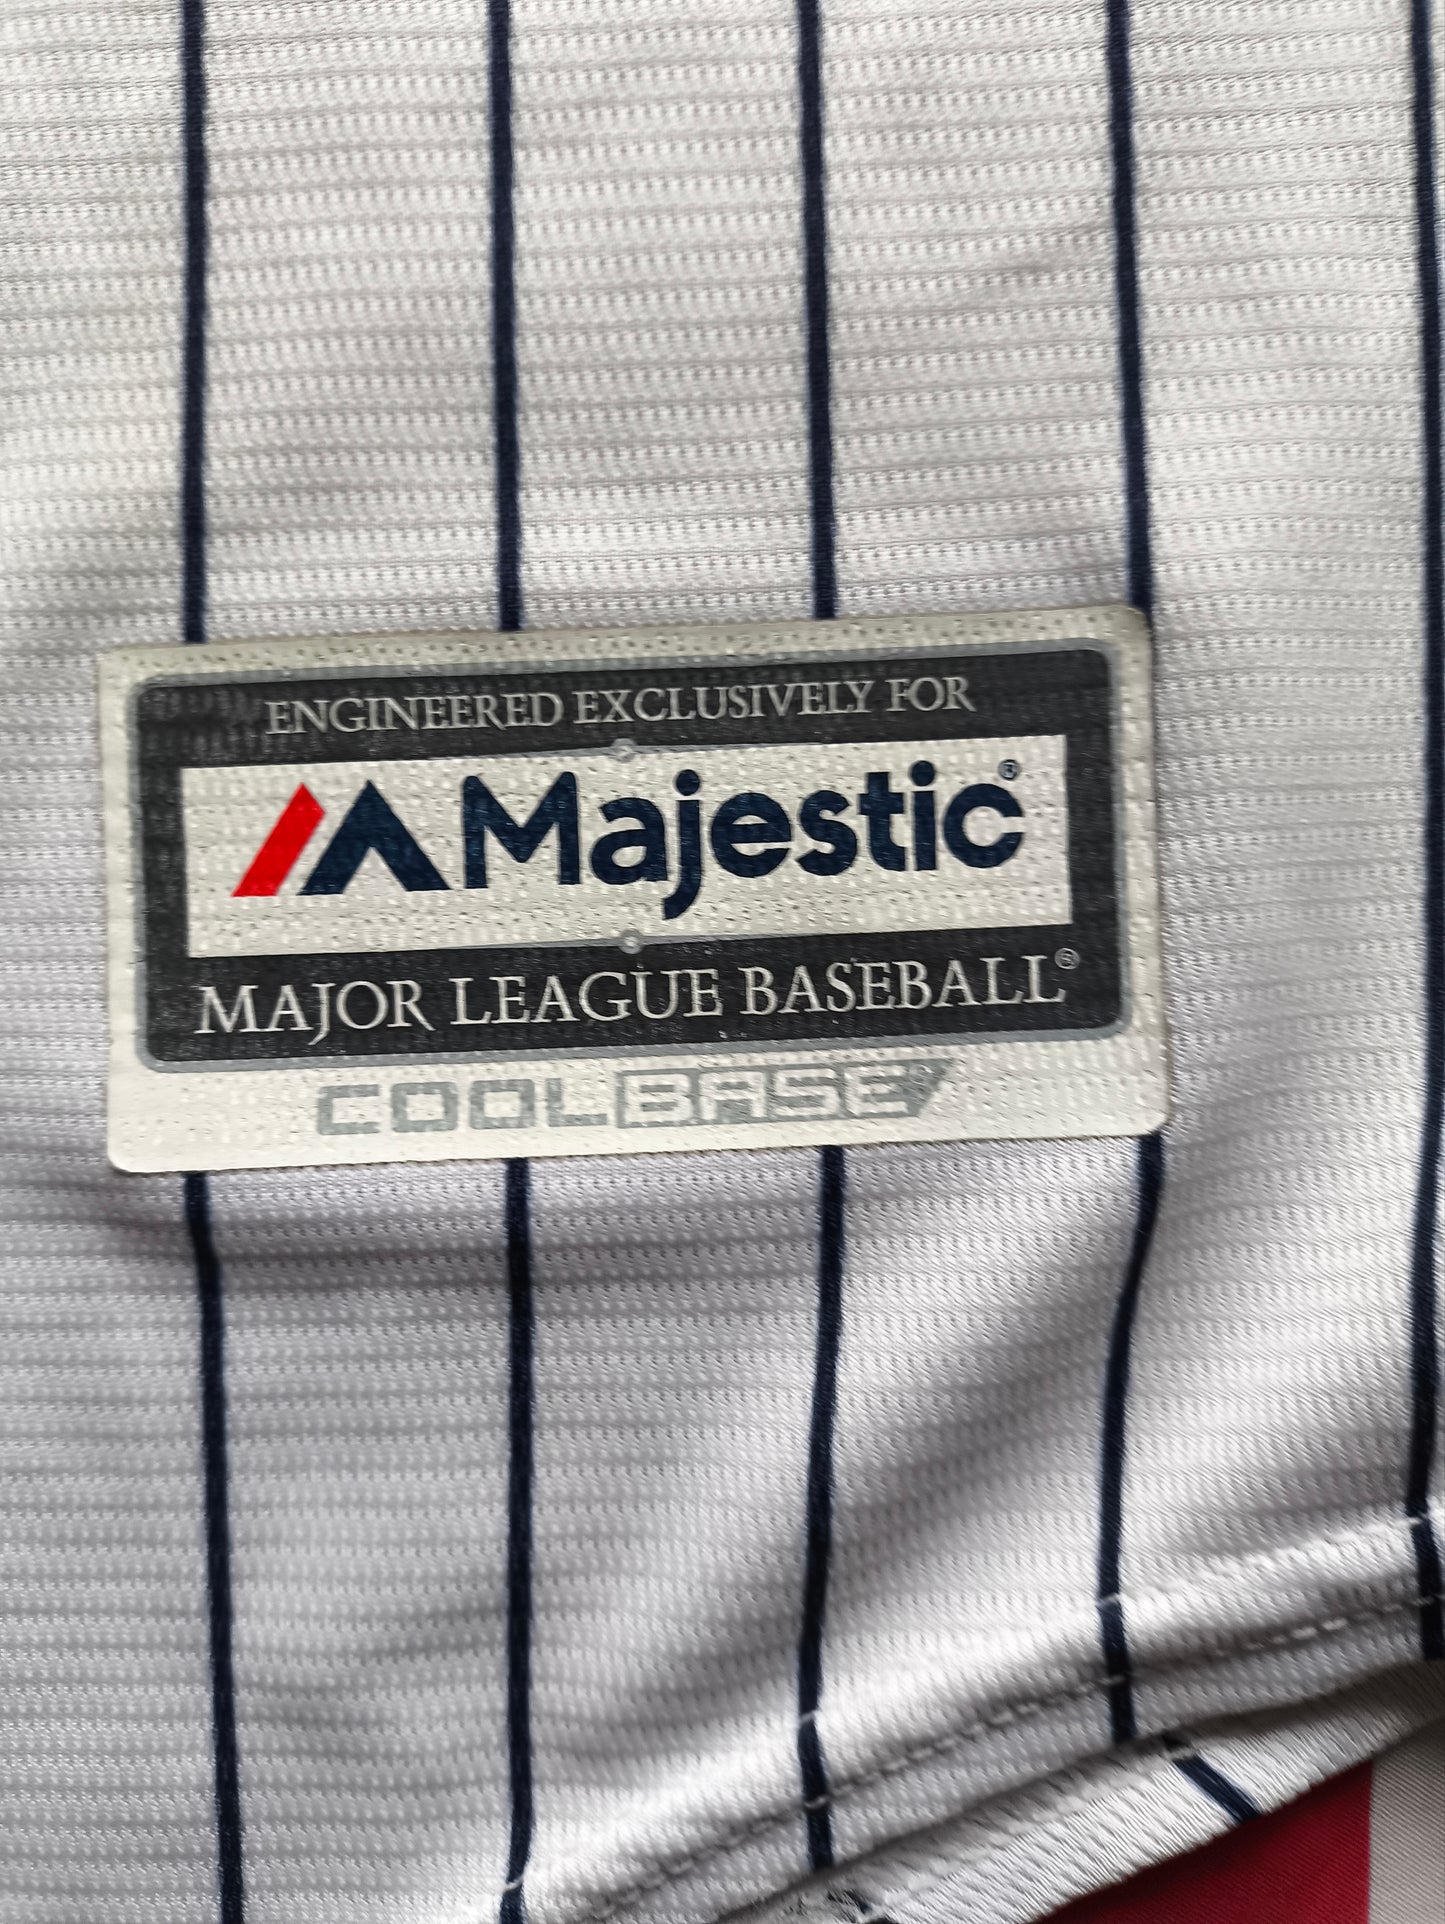 ENGINEERED EXCLUSIVELY FOR
Majestic®
MAJOR LEAGUE BASEBALL®
COOLBASE